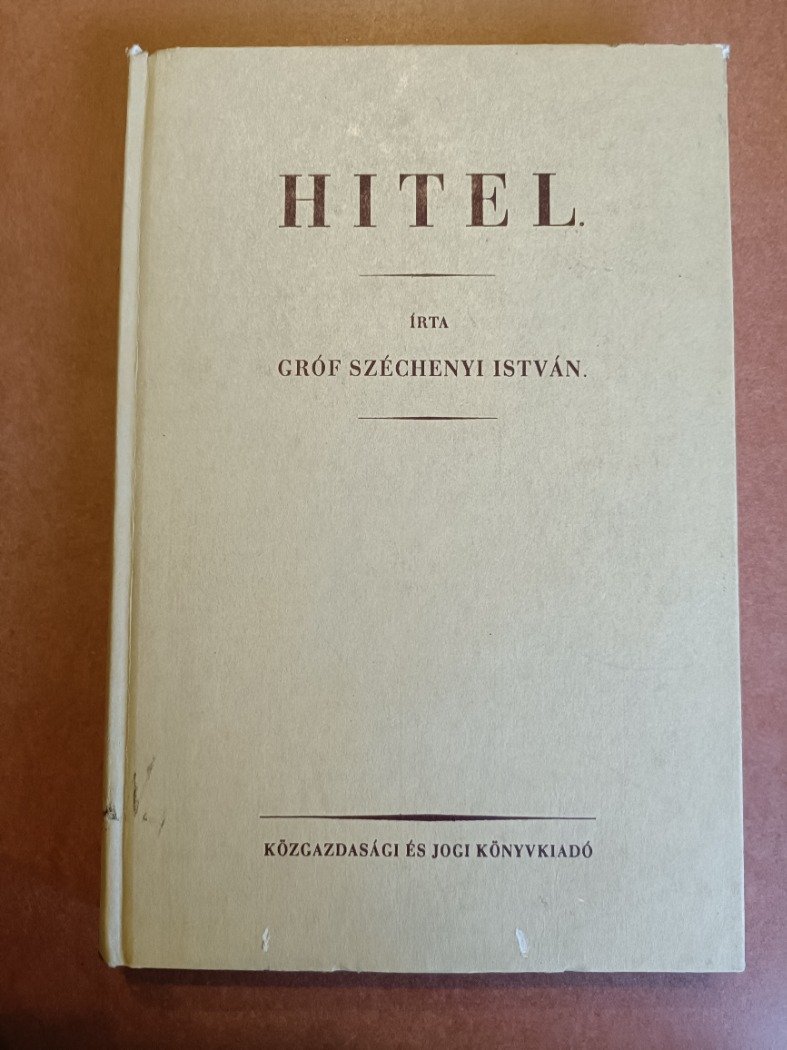 HITEL.
ÍRTA
GRÓF SZÉCHENYI ISTVÁN.
KÖZGAZDASÁGI ÉS JOGI KÖNYVKIADÓ